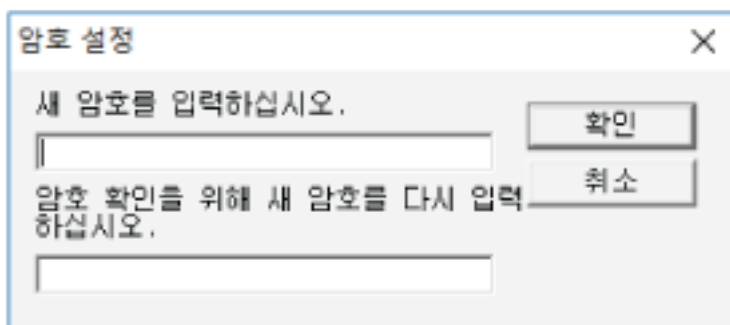 암호 설정
새 암호를 입력하십시오.
확인
암호 확인을 위해 새 암호를 다시 입력
하십시오.
취소